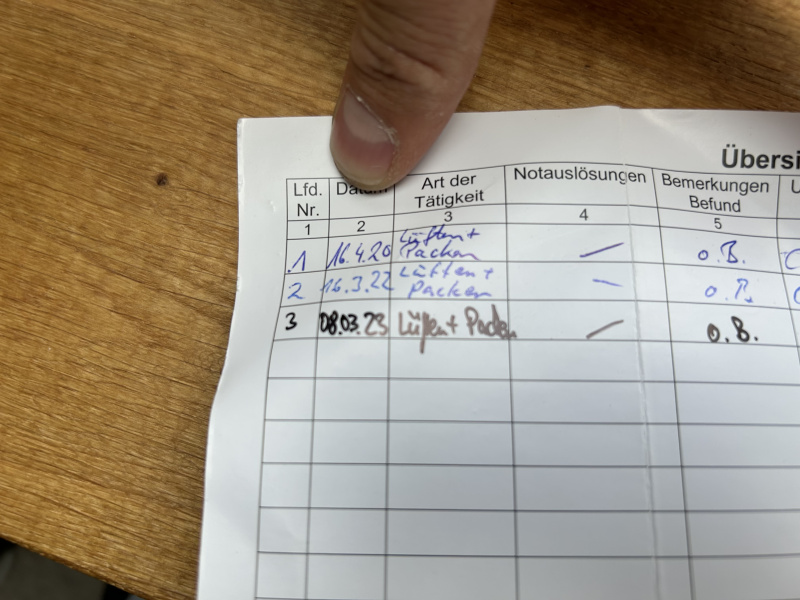 Übersi
Lfd. Nr. Datum Art der Tätigkeit Notauslösungen Bemerkungen Befund U
1 2 3 4 5
1 16.4.20 Lüften + Packen — o.B.
2 16.3.22 Lüften + Packen — o.B.
3 08.03.23 Lüften + Packen — o.B.